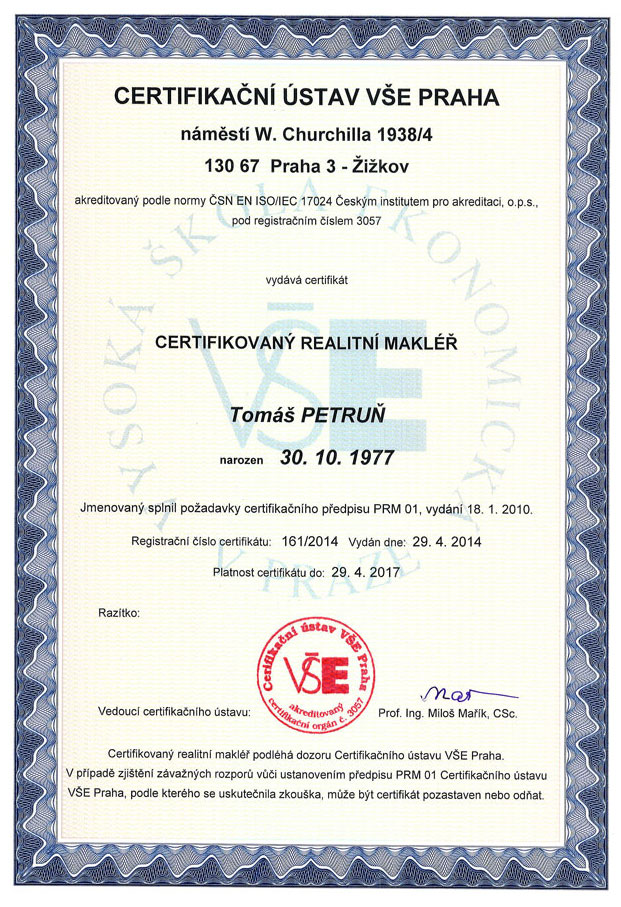 CERTIFIKAČNÍ ÚSTAV VŠE PRAHA
náměstí W. Churchilla 1938/4
130 67 Praha 3 - Žižkov
akreditovaný podle normy ČSN EN ISO/IEC 17024 Českým institutem pro akreditaci, o.p.s.,
pod registračním číslem 3057
vydává certifikát
VYSOKÁ ŠKOLA EKONOMICKÁ V PRAZE
VŠE
CERTIFIKOVANÝ REALITNÍ MAKLÉŘ
Tomáš PETRUŇ
narozen 30. 10. 1977
Jmenovaný splnil požadavky certifikačního předpisu PRM 01, vydání 18. 1. 2010.
Registrační číslo certifikátu: 161/2014 Vydán dne: 29. 4. 2014
Platnost certifikátu do: 29. 4. 2017
Razítko:
Certifikační ústav VŠE Praha
VŠE
akreditovaný
certifikační orgán č. 3057
Vedoucí certifikačního ústavu:
Prof. Ing. Miloš Mařík, CSc.
Certifikovaný realitní makléř podléhá dozoru Certifikačního ústavu VŠE Praha.
V případě zjištění závažných rozporů vůči ustanovením předpisu PRM 01 Certifikačního ústavu
VŠE Praha, podle kterého se uskutečnila zkouška, může být certifikát pozastaven nebo odňat.